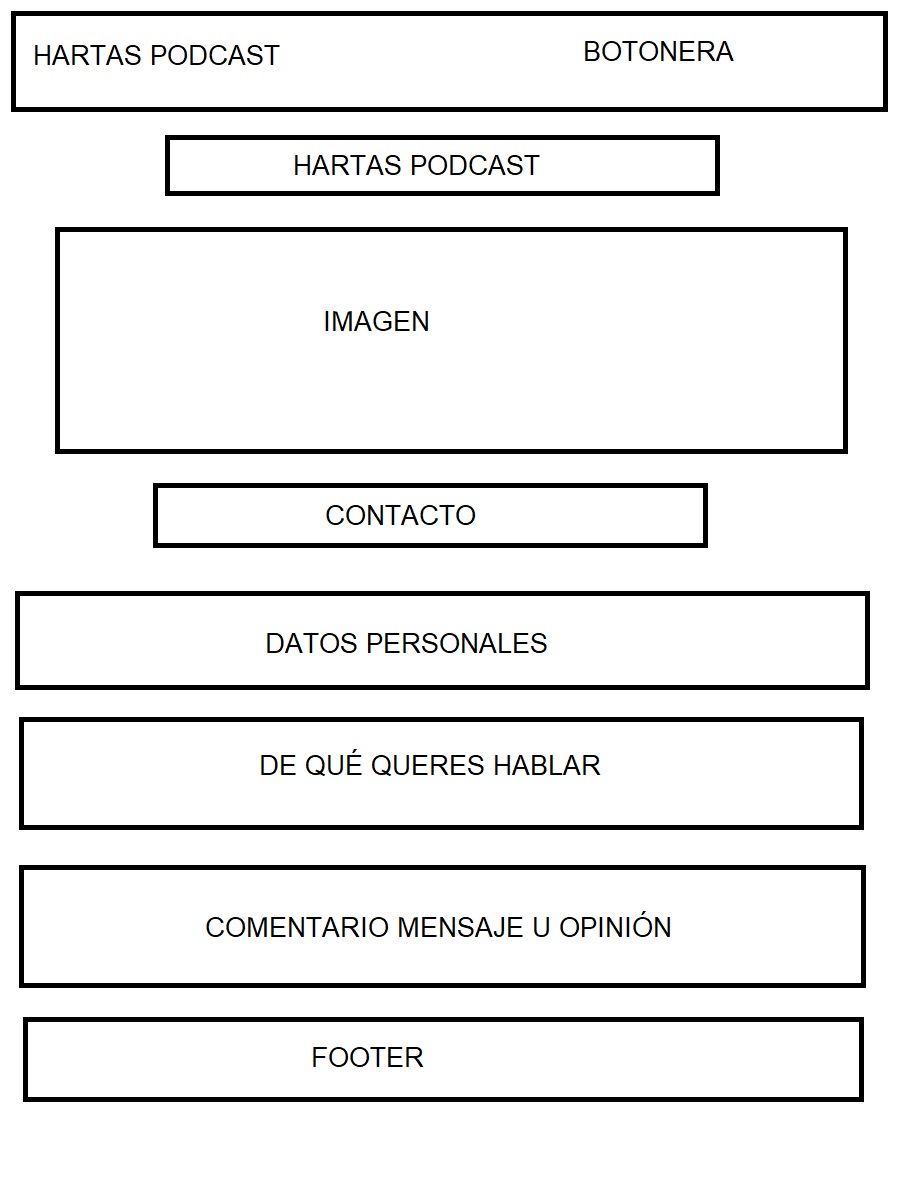 HARTAS PODCAST
BOTONERA
HARTAS PODCAST
IMAGEN
CONTACTO
DATOS PERSONALES
DE QUÉ QUERES HABLAR
COMENTARIO MENSAJE U OPINIÓN
FOOTER